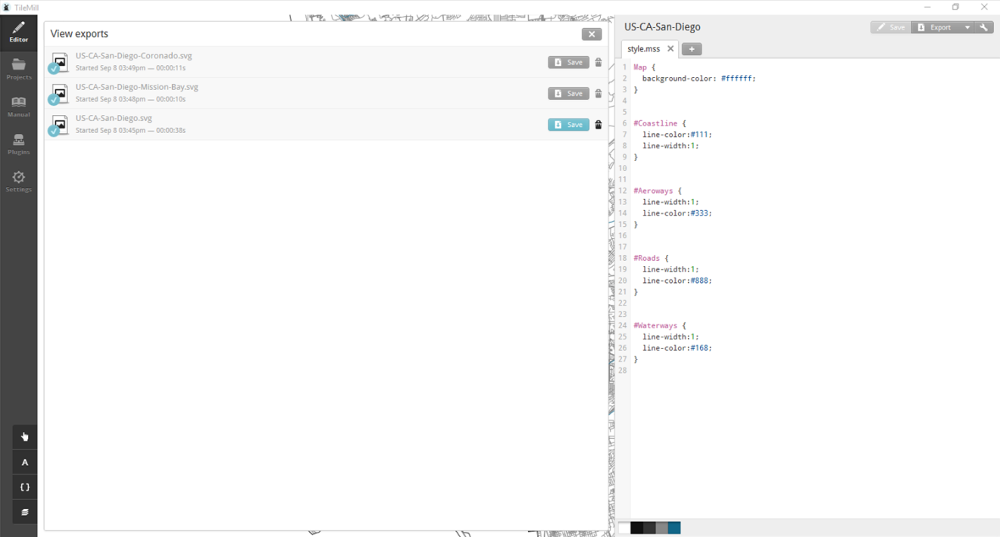 TileMill
Editor
Projects
Manual
Plugins
Settings
A
{ }
View exports
US-CA-San-Diego-Coronado.svg
Started Sep 8 03:49pm — 00:00:11s
Save
US-CA-San-Diego-Mission-Bay.svg
Started Sep 8 03:48pm — 00:00:10s
Save
US-CA-San-Diego.svg
Started Sep 8 03:45pm — 00:00:38s
Save
US-CA-San-Diego
Save
Export
style.mss
+
1 Map {
2 background-color: #ffffff;
3 }
4
5
6 #Coastline {
7 line-color:#111;
8 line-width:1;
9 }
10
11
12 #Aeroways {
13 line-width:1;
14 line-color:#333;
15 }
16
17
18 #Roads {
19 line-width:1;
20 line-color:#888;
21 }
22
23
24 #Waterways {
25 line-width:1;
26 line-color:#168;
27 }
28